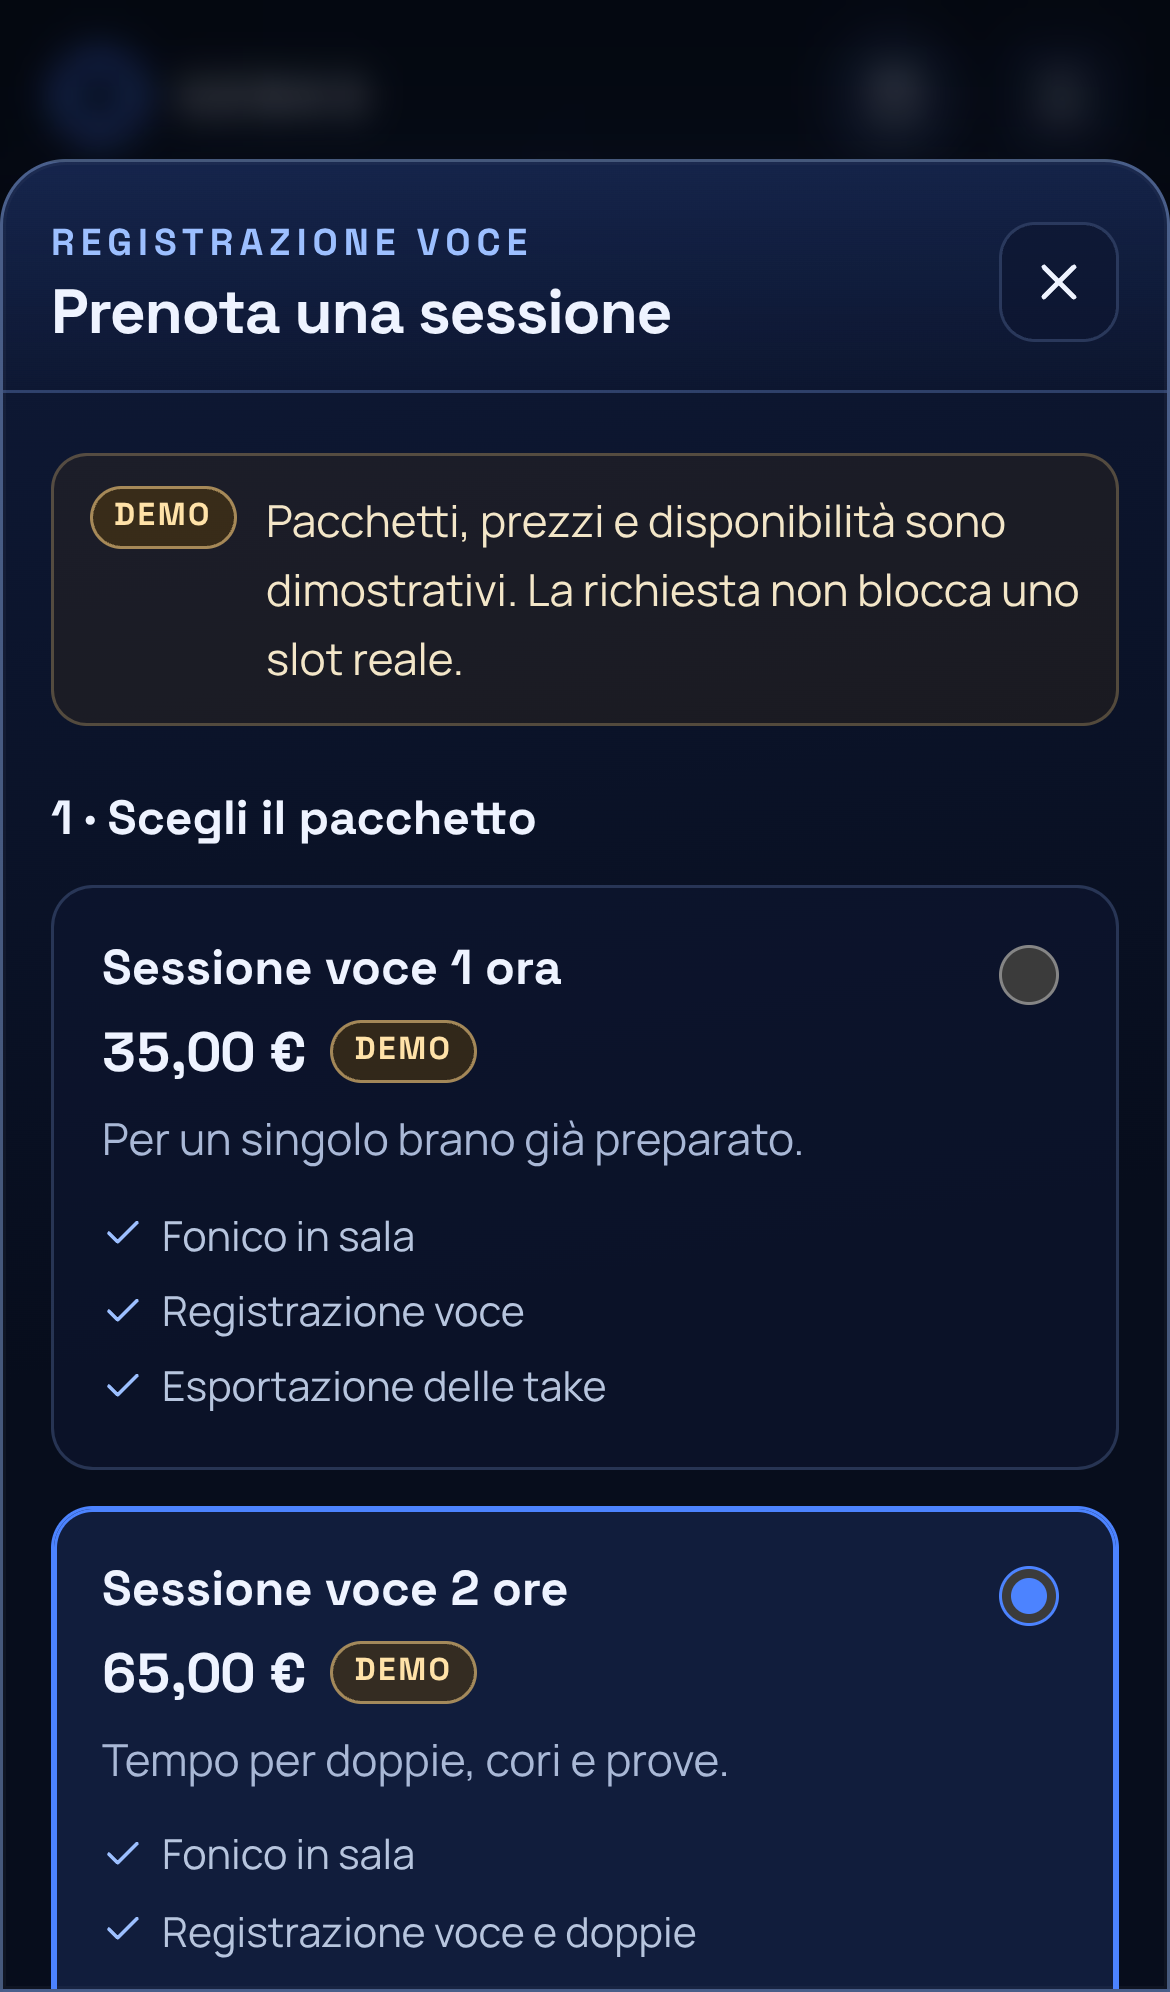 REGISTRAZIONE VOCE
Prenota una sessione
DEMO
Pacchetti, prezzi e disponibilità sono
dimostrativi. La richiesta non blocca uno
slot reale.
1 · Scegli il pacchetto
Sessione voce 1 ora
35,00 € DEMO
Per un singolo brano già preparato.
Fonico in sala
Registrazione voce
Esportazione delle take
Sessione voce 2 ore
65,00 € DEMO
Tempo per doppie, cori e prove.
Fonico in sala
Registrazione voce e doppie